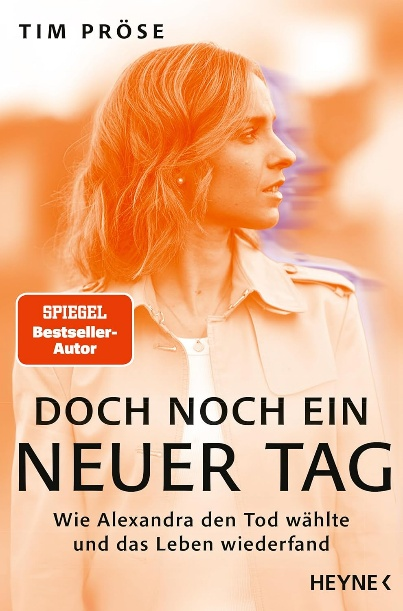 TIM PRÖSE
SPIEGEL
Bestseller-
Autor
DOCH NOCH EIN
NEUER TAG
Wie Alexandra den Tod wählte
und das Leben wiederfand
HEYNE